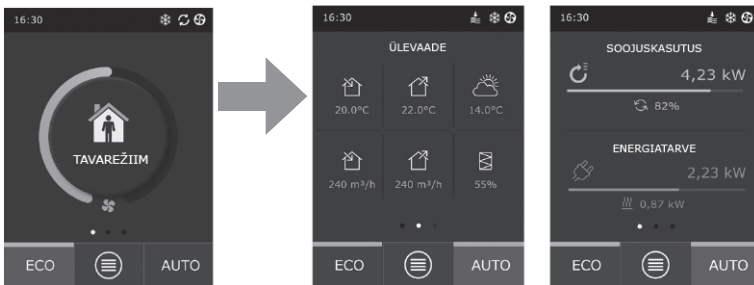 16:30
TAVAREŽIIM
ECO
AUTO
16:30
ÜLEVAADE
20.0°C 22.0°C 14.0°C
240 m³/h 240 m³/h 55%
ECO
AUTO
16:30
SOOJUSKASUTUS
4,23 kW
82%
ENERGIATARVE
2,23 kW
0,87 kW
ECO
AUTO